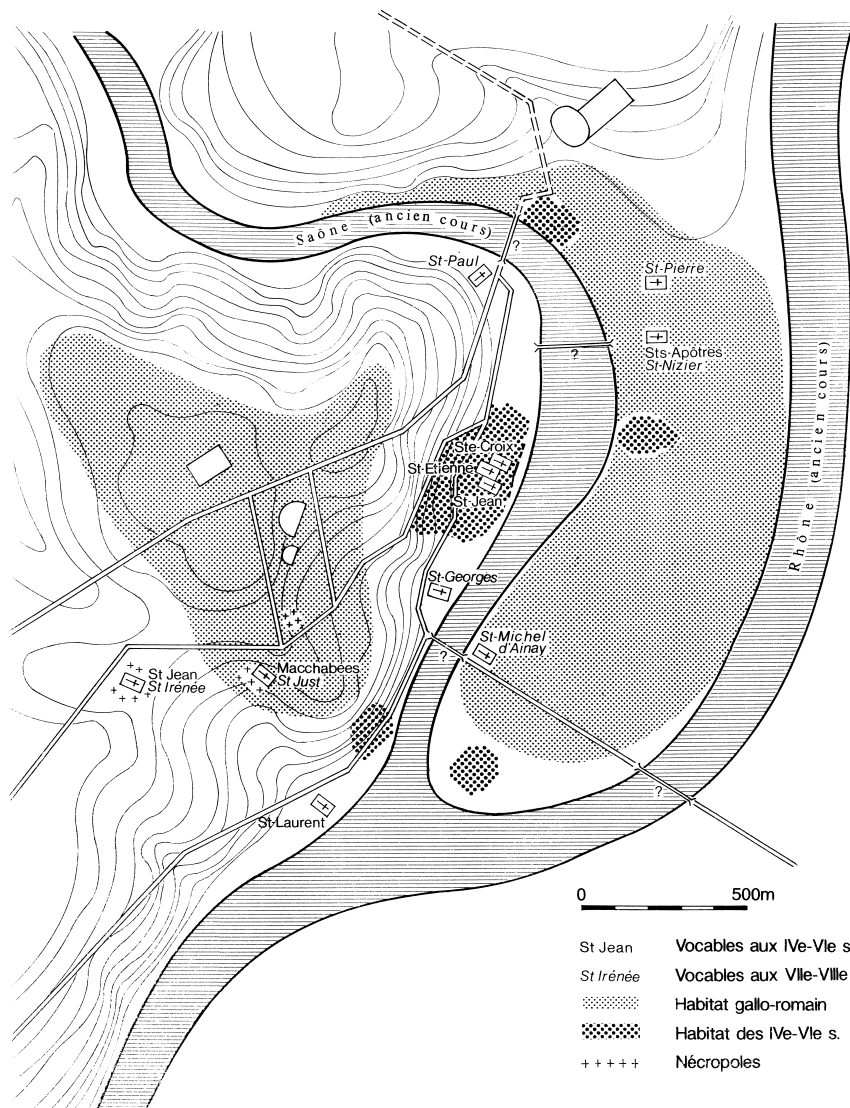 Saône (ancien cours)
?
St-Paul
St-Pierre
?
Sts-Apôtres
St-Nizier
Rhône (ancien cours)
Ste-Croix
St-Etienne
St-Jean
St-Georges
St-Michel
d'Ainay
?
Macchabées
St Just
St Jean
St Irénée
?
St-Laurent
0 500m
St Jean Vocables aux IVe-VIe s
St Irénée Vocables aux VIIe-VIIIe
Habitat gallo-romain
Habitat des IVe-VIe s.
Nécropoles